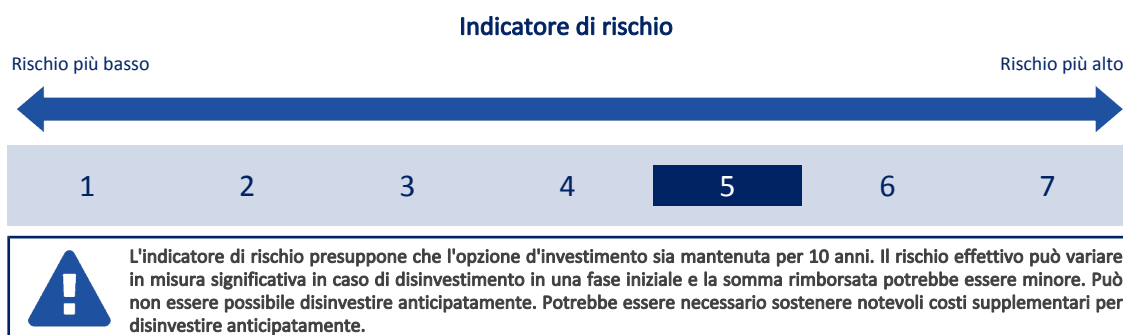 Indicatore di rischio
Rischio più basso
Rischio più alto
1 2 3 4 5 6 7
L'indicatore di rischio presuppone che l'opzione d'investimento sia mantenuta per 10 anni. Il rischio effettivo può variare
in misura significativa in caso di disinvestimento in una fase iniziale e la somma rimborsata potrebbe essere minore. Può
non essere possibile disinvestire anticipatamente. Potrebbe essere necessario sostenere notevoli costi supplementari per
disinvestire anticipatamente.